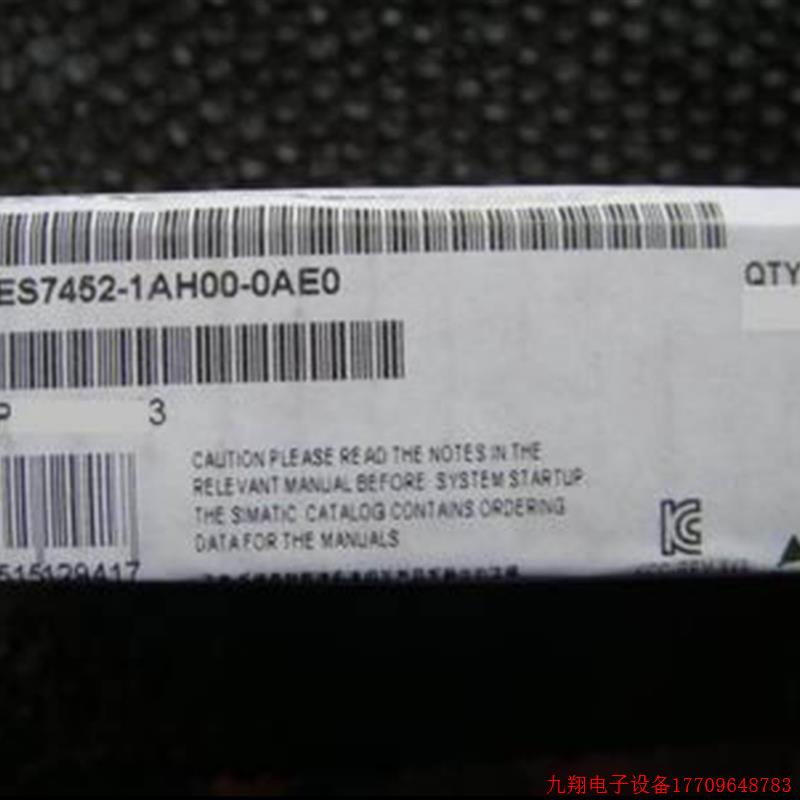 ES7452-1AH00-0AE0
QTY
P 3
CAUTION PLEASE READ THE NOTES IN THE
RELEVANT MANUAL BEFORE SYSTEM STARTUP
THE SIMATIC CATALOG CONTAINS ORDERING
DATA FOR THE MANUALS
515129417
九翔电子设备17709648783